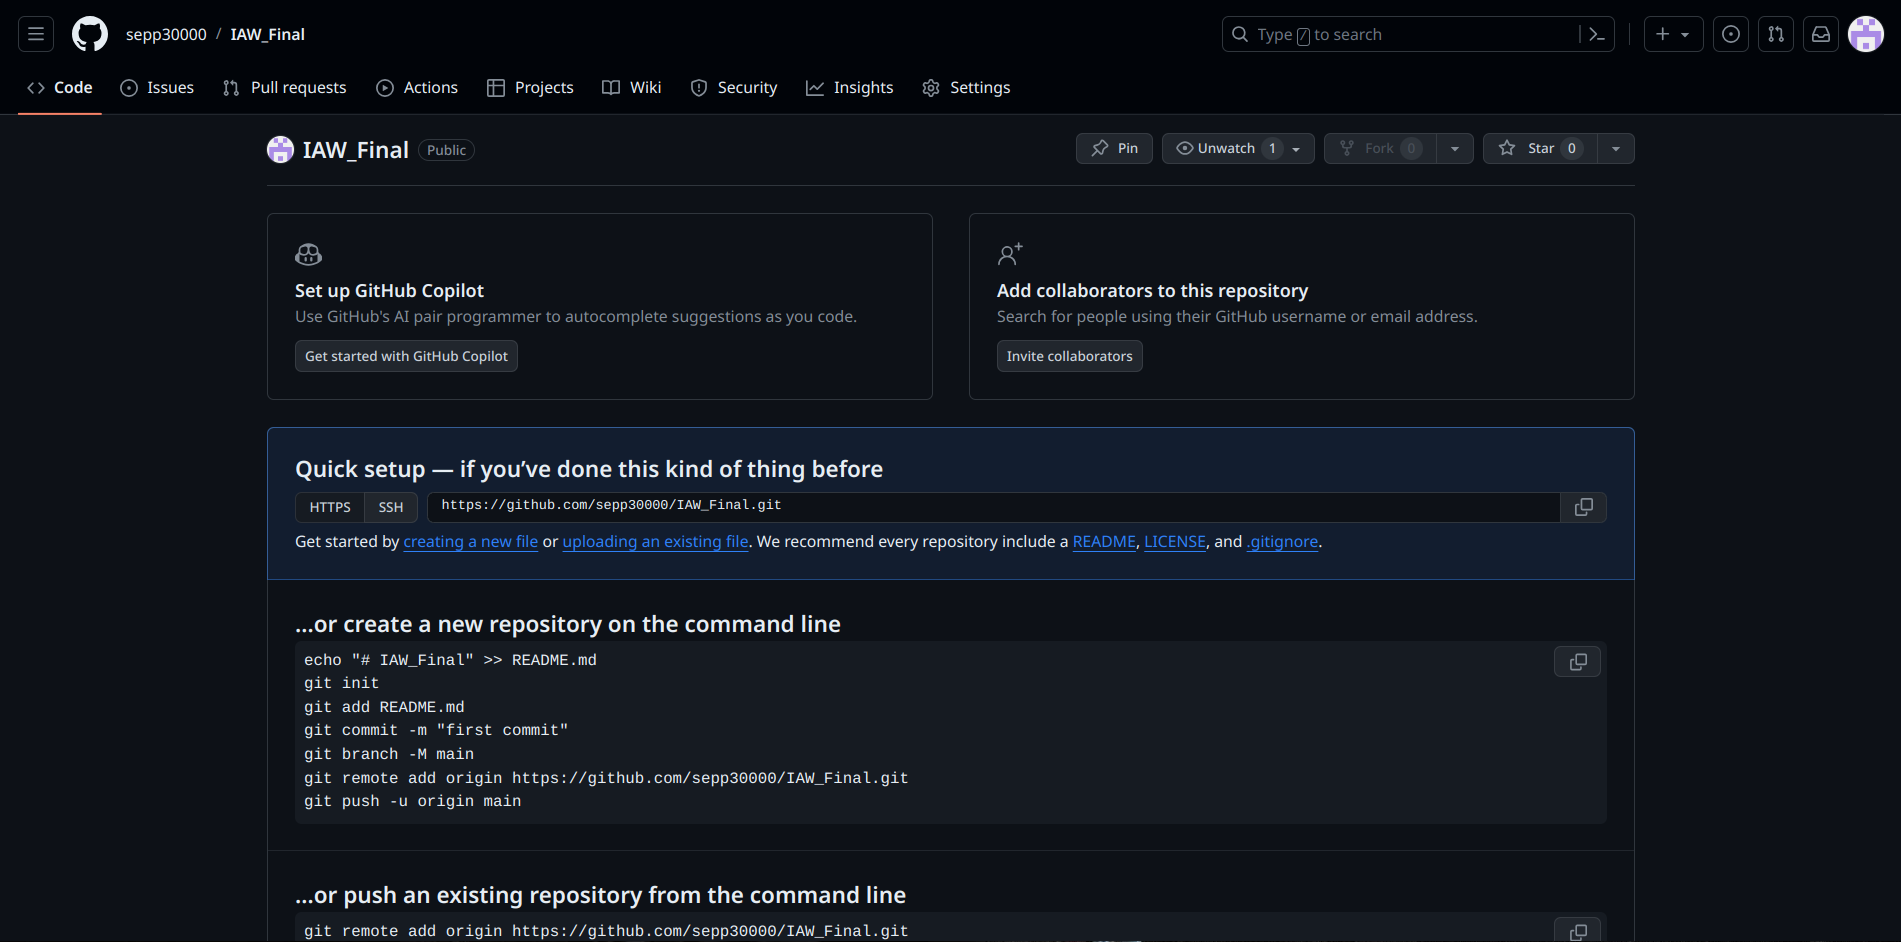 sepp30000 / IAW_Final
Type / to search
Code Issues Pull requests Actions Projects Wiki Security Insights Settings
IAW_Final Public
Pin Unwatch 1 Fork 0 Star 0
Set up GitHub Copilot
Use GitHub's AI pair programmer to autocomplete suggestions as you code.
Get started with GitHub Copilot
Add collaborators to this repository
Search for people using their GitHub username or email address.
Invite collaborators
Quick setup — if you’ve done this kind of thing before
HTTPS SSH https://github.com/sepp30000/IAW_Final.git
Get started by creating a new file or uploading an existing file. We recommend every repository include a README, LICENSE, and .gitignore.
…or create a new repository on the command line
echo "# IAW_Final" >> README.md
git init
git add README.md
git commit -m "first commit"
git branch -M main
git remote add origin https://github.com/sepp30000/IAW_Final.git
git push -u origin main
…or push an existing repository from the command line
git remote add origin https://github.com/sepp30000/IAW_Final.git